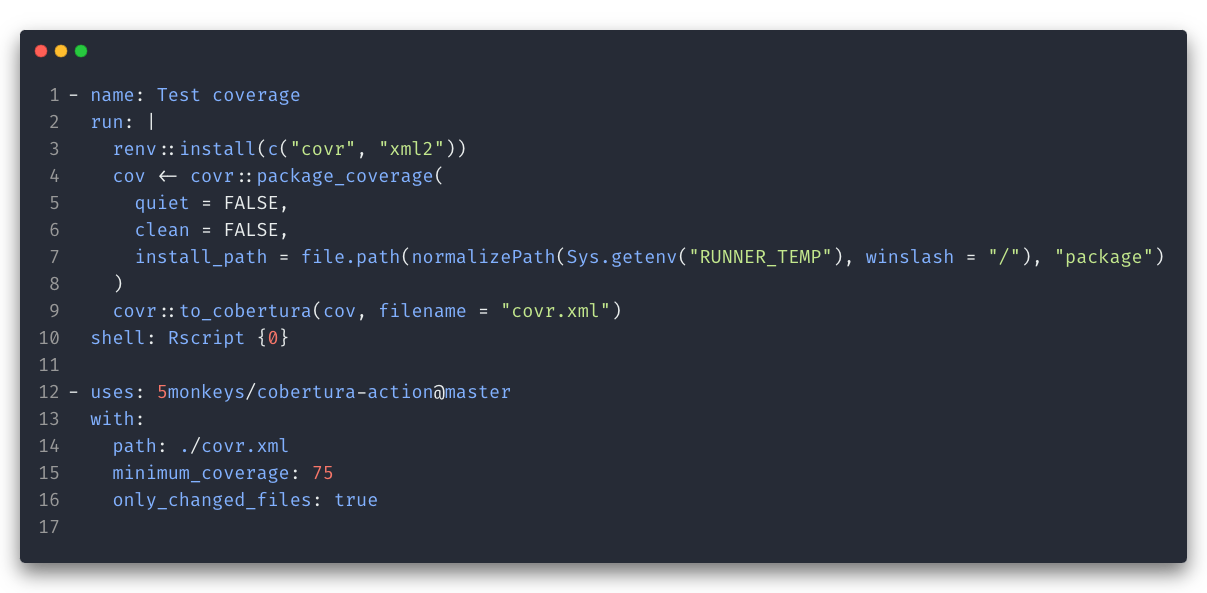 1 - name: Test coverage
2   run: |
3     renv::install(c("covr", "xml2"))
4     cov <- covr::package_coverage(
5       quiet = FALSE,
6       clean = FALSE,
7       install_path = file.path(normalizePath(Sys.getenv("RUNNER_TEMP"), winslash = "/"), "package")
8     )
9     covr::to_cobertura(cov, filename = "covr.xml")
10   shell: Rscript {0}
11
12 - uses: 5monkeys/cobertura-action@master
13   with:
14     path: ./covr.xml
15     minimum_coverage: 75
16     only_changed_files: true
17